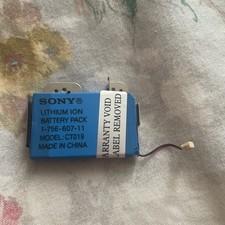 SONY
LITHIUM ION
BATTERY PACK
1-756-607-11
MODEL: CT019
MADE IN CHINA
WARRANTY VOID
LABEL REMOVED